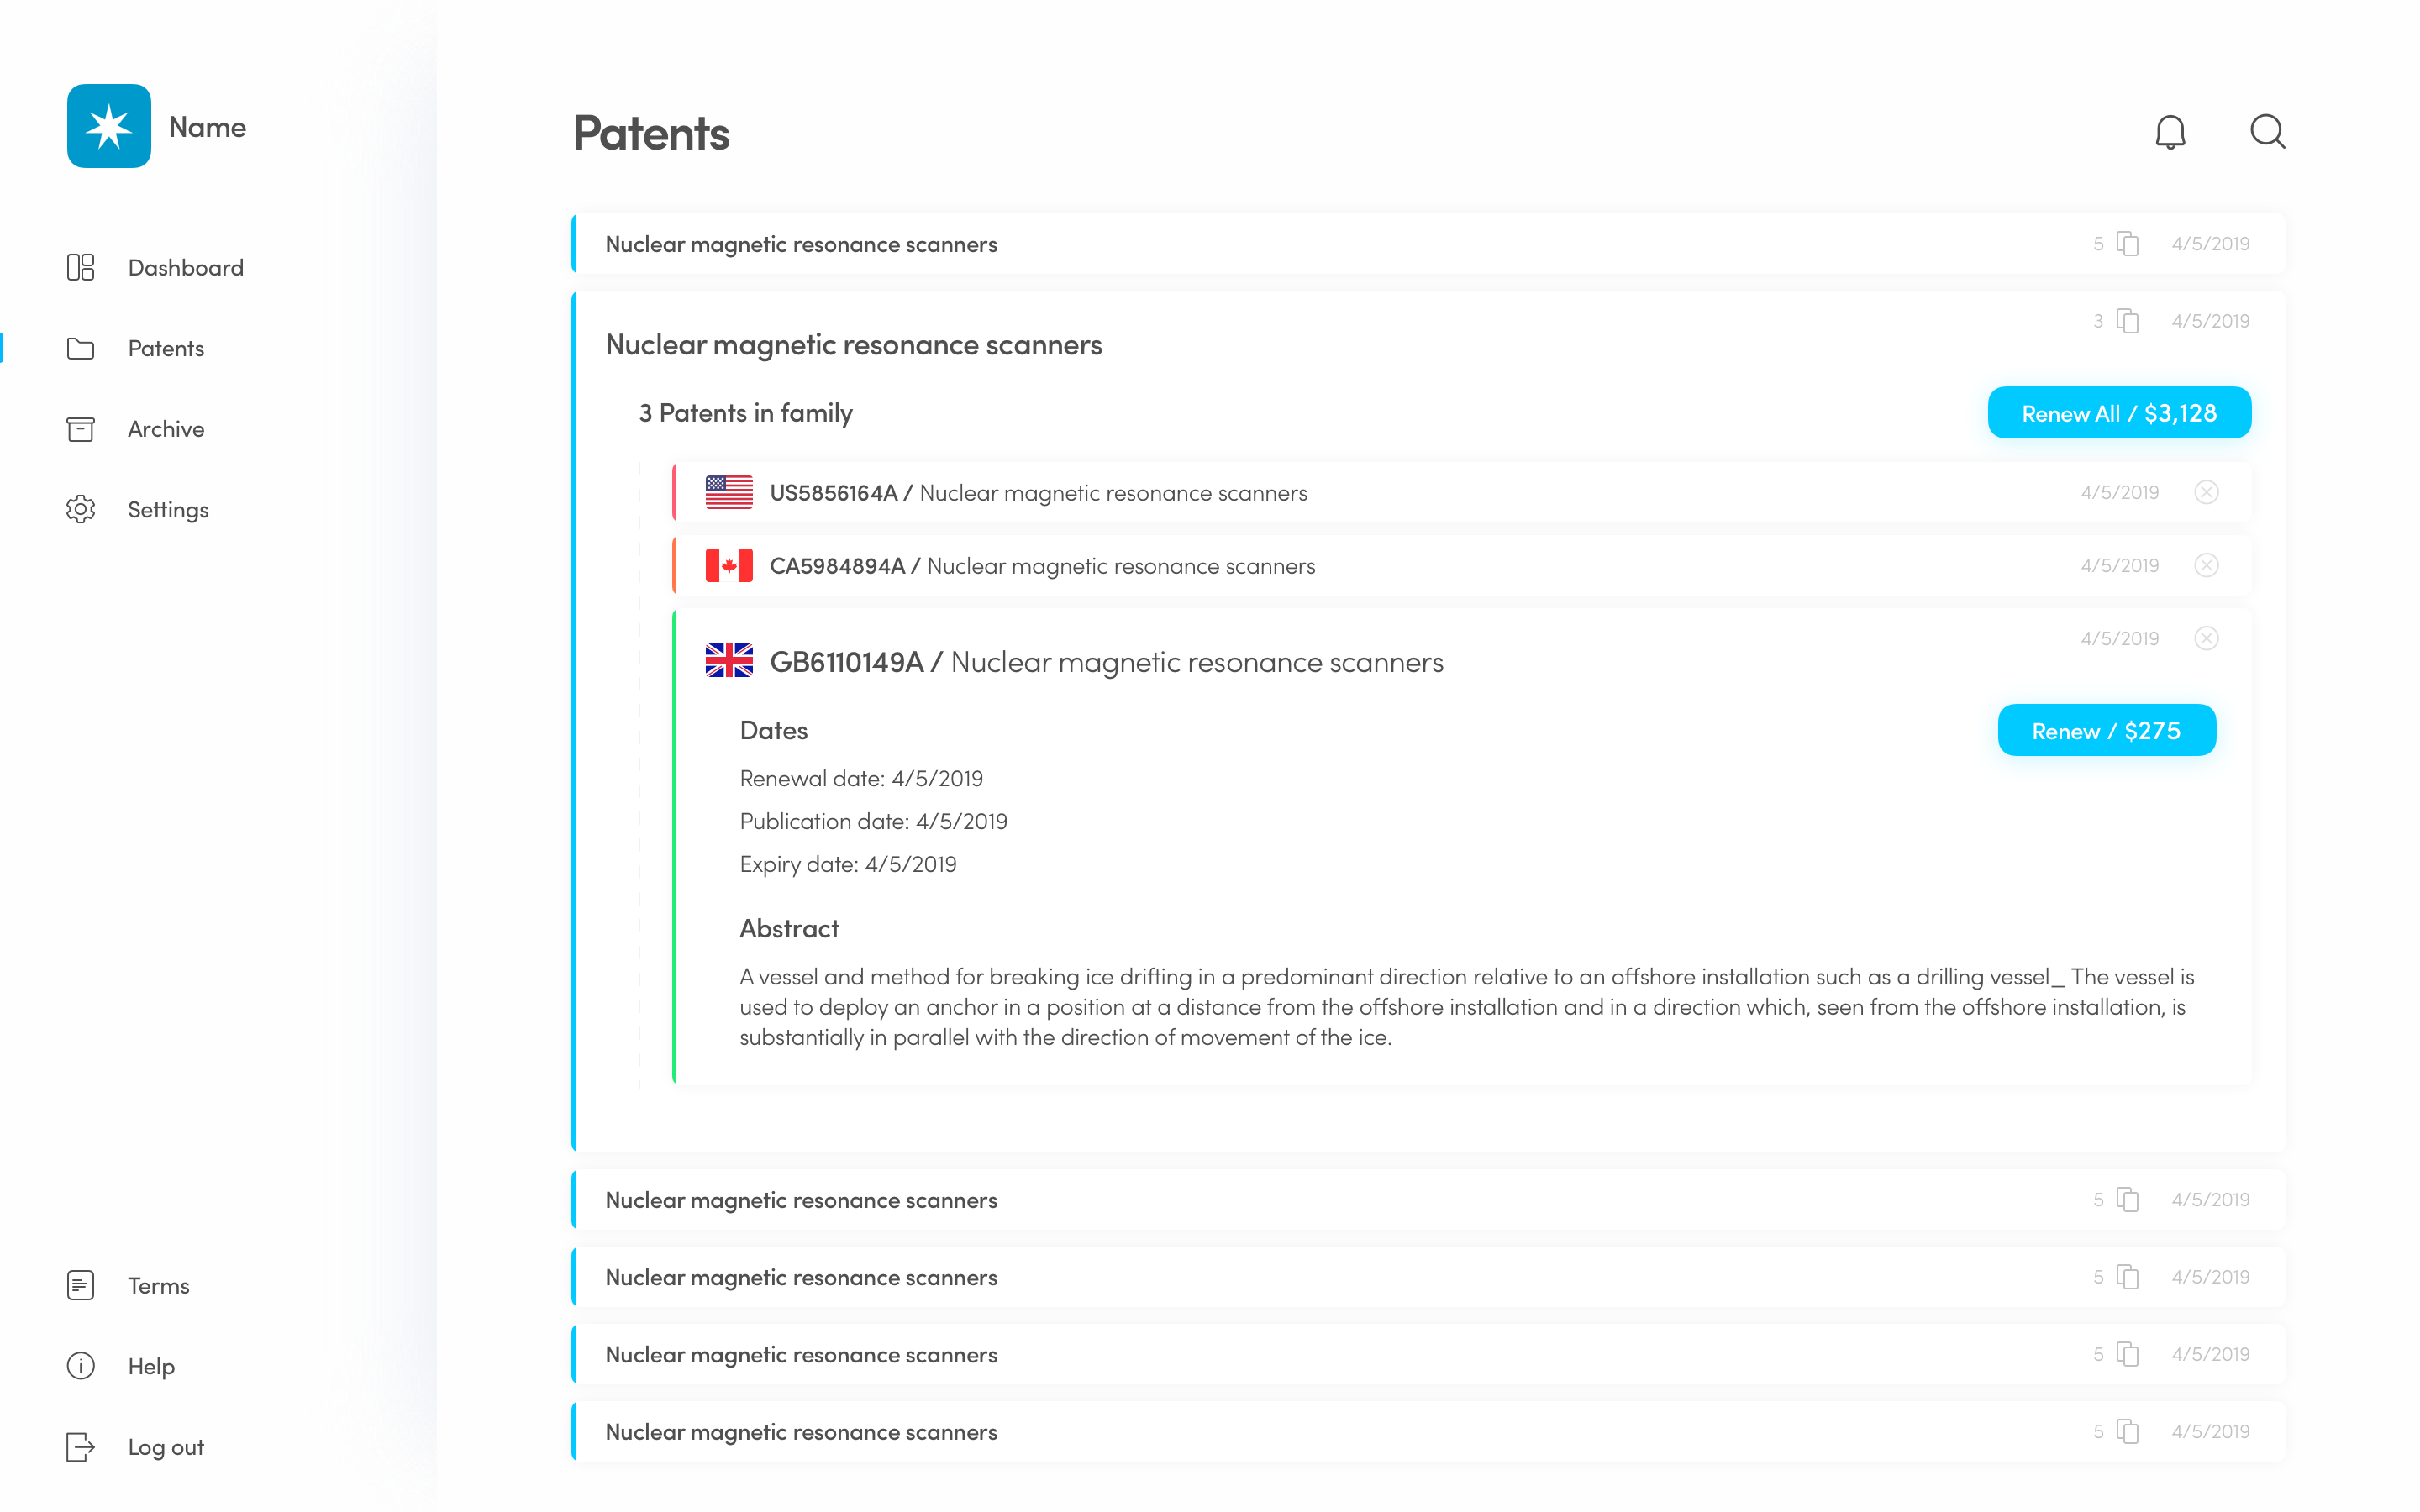 Name
Dashboard
Patents
Archive
Settings
Terms
Help
Log out
Patents
Nuclear magnetic resonance scanners 5 4/5/2019
3 4/5/2019
Nuclear magnetic resonance scanners
3 Patents in family Renew All / $3,128
US5856164A / Nuclear magnetic resonance scanners 4/5/2019
CA5984894A / Nuclear magnetic resonance scanners 4/5/2019
4/5/2019
GB6110149A / Nuclear magnetic resonance scanners
Dates Renew / $275
Renewal date: 4/5/2019
Publication date: 4/5/2019
Expiry date: 4/5/2019
Abstract
A vessel and method for breaking ice drifting in a predominant direction relative to an offshore installation such as a drilling vessel_ The vessel is
used to deploy an anchor in a position at a distance from the offshore installation and in a direction which, seen from the offshore installation, is
substantially in parallel with the direction of movement of the ice.
Nuclear magnetic resonance scanners 5 4/5/2019
Nuclear magnetic resonance scanners 5 4/5/2019
Nuclear magnetic resonance scanners 5 4/5/2019
Nuclear magnetic resonance scanners 5 4/5/2019